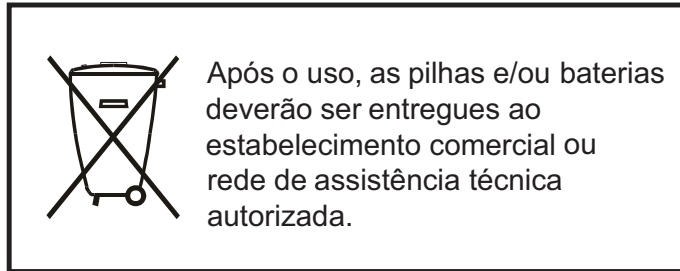 Após o uso, as pilhas e/ou baterias
deverão ser entregues ao
estabelecimento comercial ou
rede de assistência técnica
autorizada.